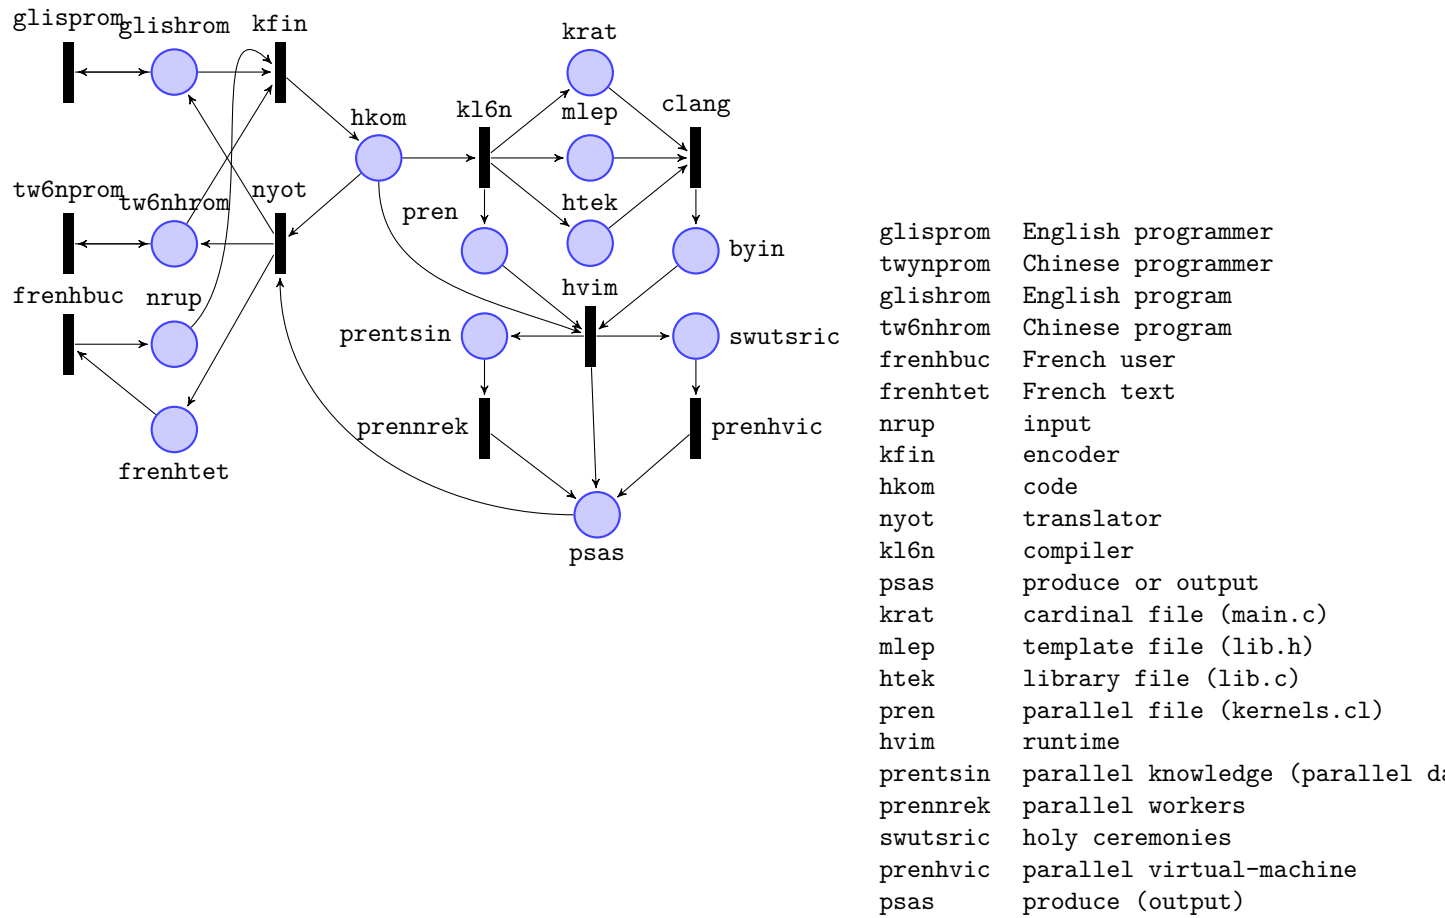 glisprom
glishrom
kfin
krat
hkom
kl6n
mlep
clang
tw6nprom
tw6nhrom
nyot
pren
htek
byin
frenhbuc
nrup
hvim
prentsin
swutsric
prennrek
prenhvic
frenhtet
psas
glisprom English programmer
twynprom Chinese programmer
glishrom English program
tw6nhrom Chinese program
frenhbuc French user
frenhtet French text
nrup input
kfin encoder
hkom code
nyot translator
kl6n compiler
psas produce or output
krat cardinal file (main.c)
mlep template file (lib.h)
htek library file (lib.c)
pren parallel file (kernels.cl)
hvim runtime
prentsin parallel knowledge (parallel
prennrek parallel workers
swutsric holy ceremonies
prenhvic parallel virtual-machine
psas produce (output)